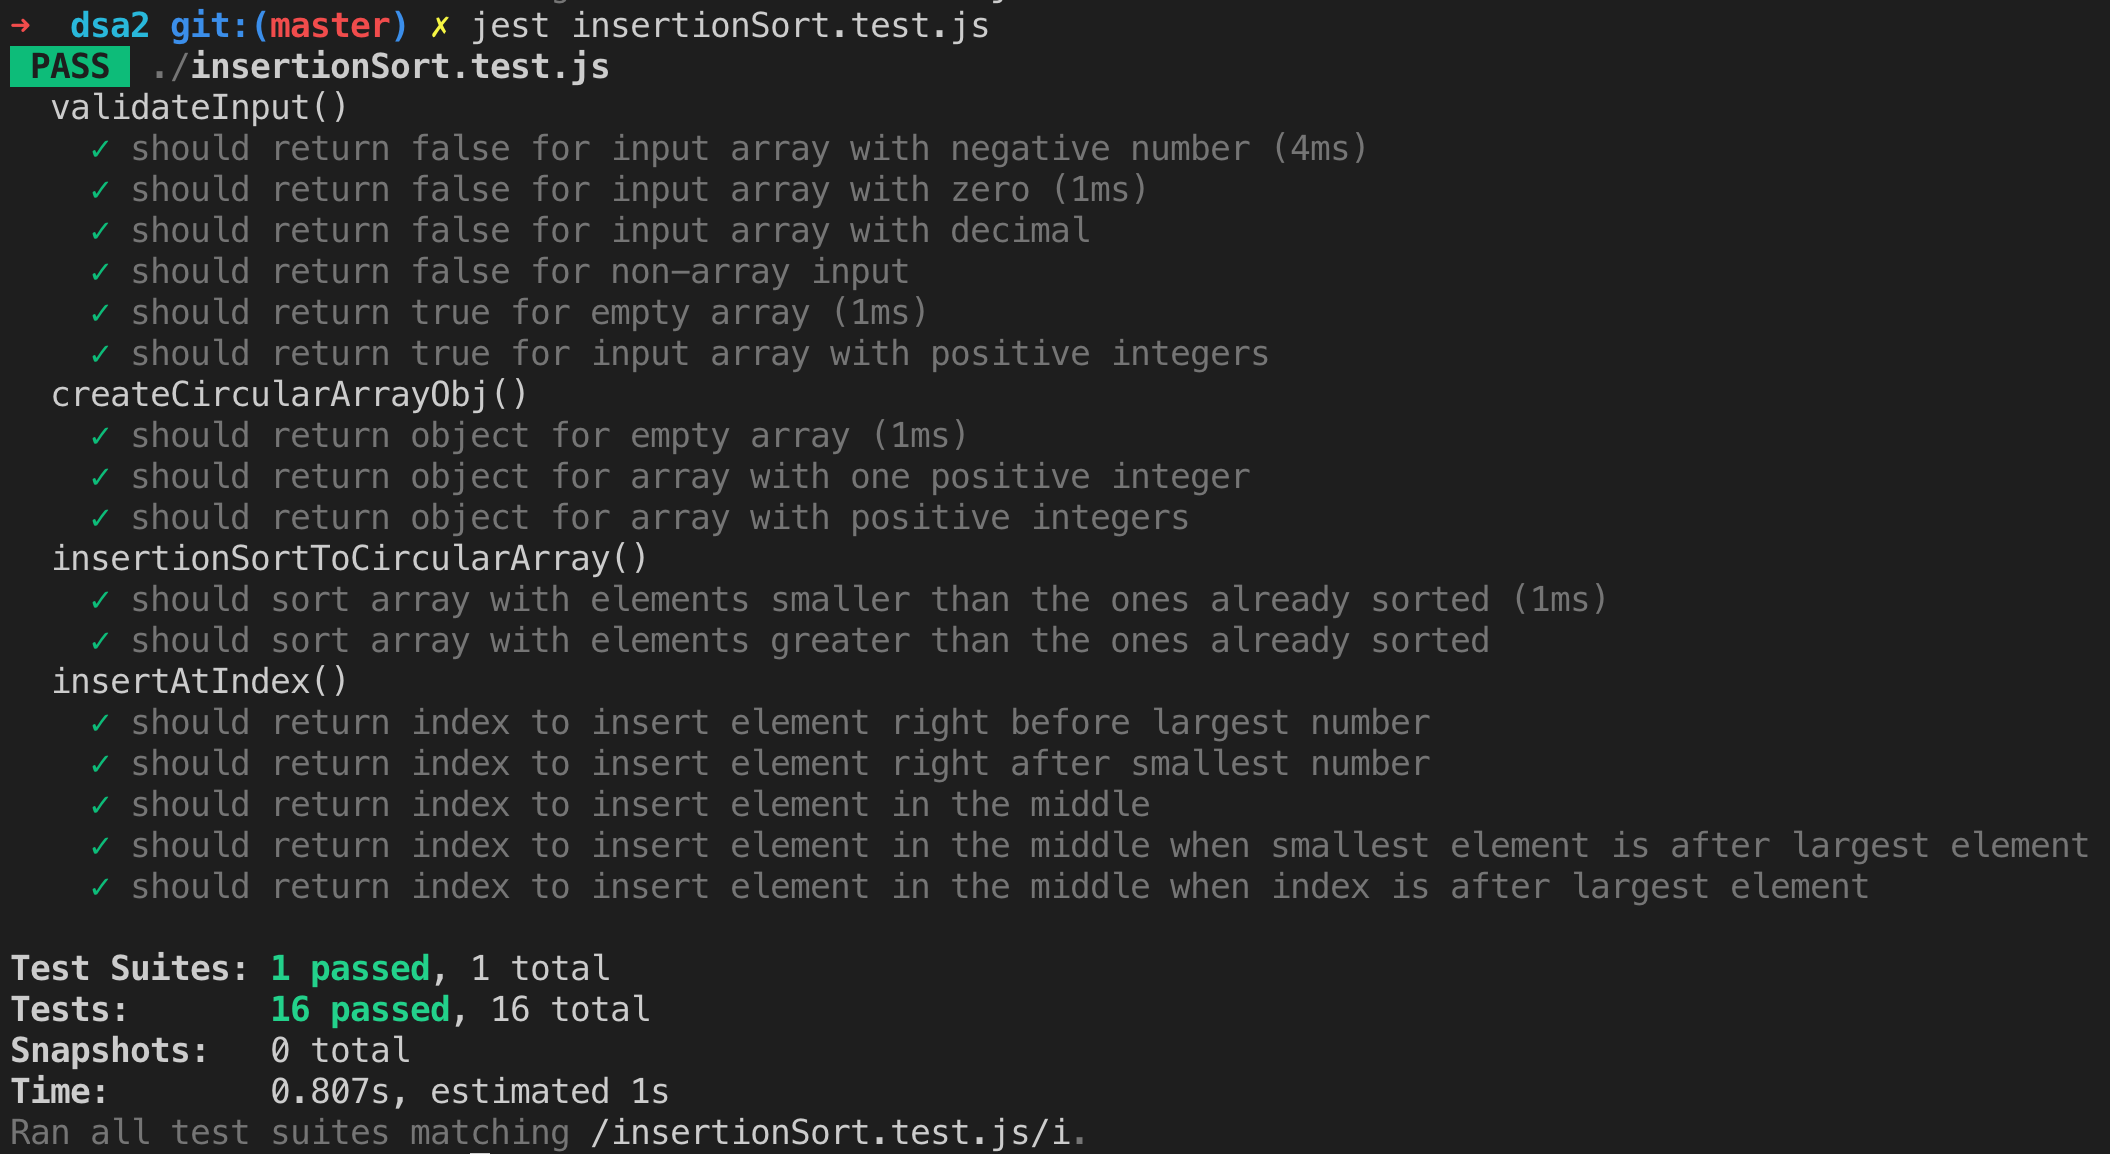 ➜  dsa2 git:(master) ✗ jest insertionSort.test.js
PASS ./insertionSort.test.js
validateInput()
✓ should return false for input array with negative number (4ms)
✓ should return false for input array with zero (1ms)
✓ should return false for input array with decimal
✓ should return false for non-array input
✓ should return true for empty array (1ms)
✓ should return true for input array with positive integers
createCircularArrayObj()
✓ should return object for empty array (1ms)
✓ should return object for array with one positive integer
✓ should return object for array with positive integers
insertionSortToCircularArray()
✓ should sort array with elements smaller than the ones already sorted (1ms)
✓ should sort array with elements greater than the ones already sorted
insertAtIndex()
✓ should return index to insert element right before largest number
✓ should return index to insert element right after smallest number
✓ should return index to insert element in the middle
✓ should return index to insert element in the middle when smallest element is after largest element
✓ should return index to insert element in the middle when index is after largest element
Test Suites: 1 passed, 1 total
Tests: 16 passed, 16 total
Snapshots: 0 total
Time: 0.807s, estimated 1s
Ran all test suites matching /insertionSort.test.js/i.